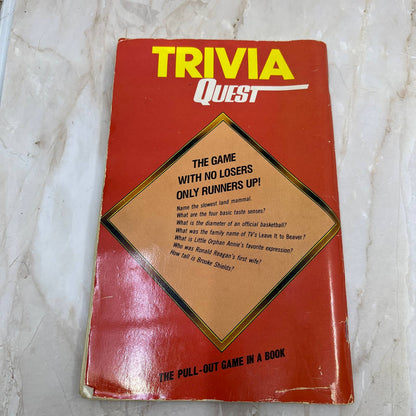 TRIVIA
QUEST
THE GAME
WITH NO LOSERS
ONLY RUNNERS UP!
Name the slowest land mammal.
What are the four basic taste senses?
What is the diameter of an official basketball?
What was the family name of TV's Leave It to Beaver?
What is Little Orphan Annie's favorite expression?
Who was Ronald Reagan's first wife?
How tall is Brooke Shields?
THE PULL-OUT GAME IN A BOOK